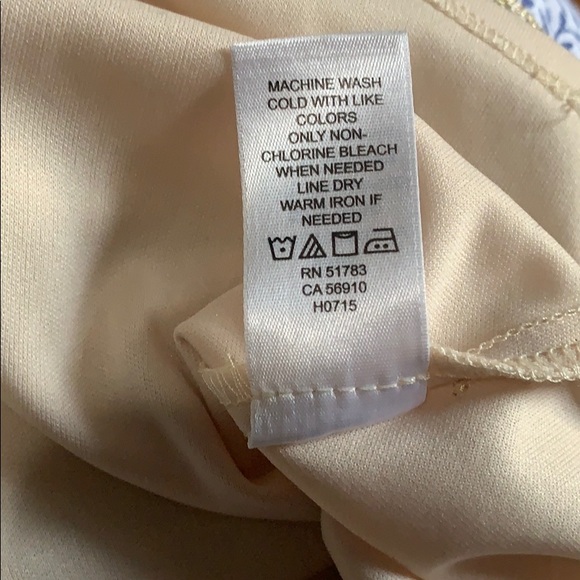 MACHINE WASH
COLD WITH LIKE
COLORS
ONLY NON-
CHLORINE BLEACH
WHEN NEEDED
LINE DRY
WARM IRON IF
NEEDED
RN 51783
CA 56910
H0715